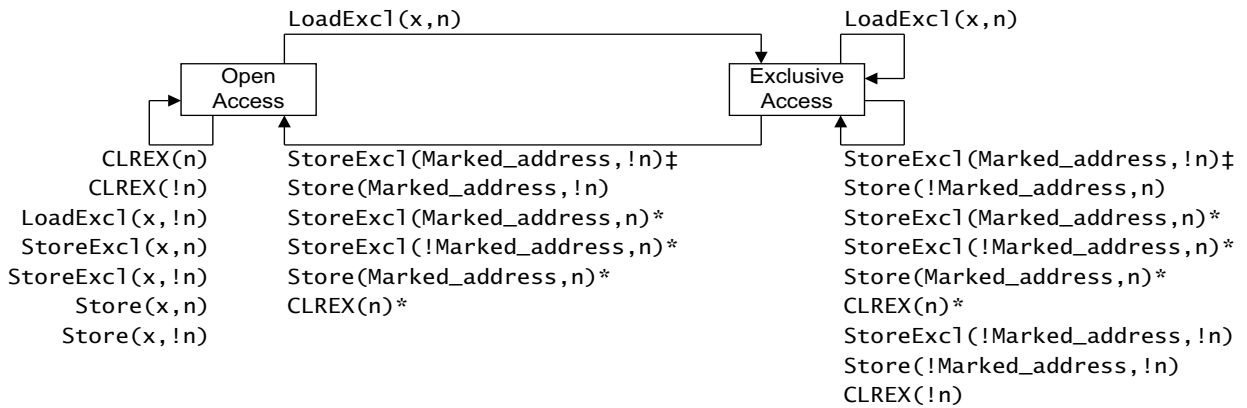 LoadExcl(x,n)
LoadExcl(x,n)
Open
Access
Exclusive
Access
CLREX(n)
CLREX(!n)
LoadExcl(x,!n)
StoreExcl(x,n)
StoreExcl(x,!n)
Store(x,n)
Store(x,!n)
StoreExcl(Marked_address,!n)‡
Store(Marked_address,!n)
StoreExcl(Marked_address,n)*
StoreExcl(!Marked_address,n)*
Store(Marked_address,n)*
CLREX(n)*
StoreExcl(Marked_address,!n)‡
Store(!Marked_address,n)
StoreExcl(Marked_address,n)*
StoreExcl(!Marked_address,n)*
Store(Marked_address,n)*
CLREX(n)*
StoreExcl(!Marked_address,!n)
Store(!Marked_address,!n)
CLREX(!n)